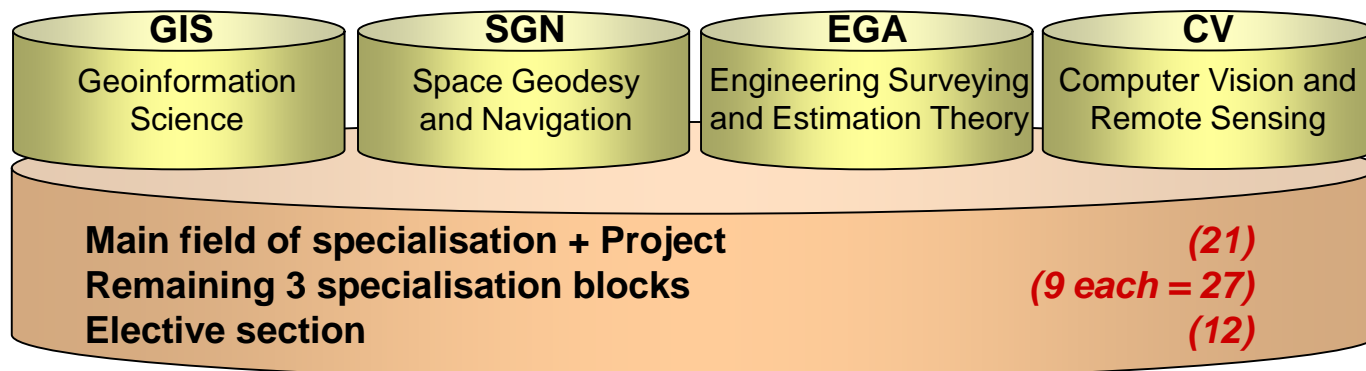 GIS
Geoinformation
Science
SGN
Space Geodesy
and Navigation
EGA
Engineering Surveying
and Estimation Theory
CV
Computer Vision and
Remote Sensing
Main field of specialisation + Project (21)
Remaining 3 specialisation blocks (9 each = 27)
Elective section (12)